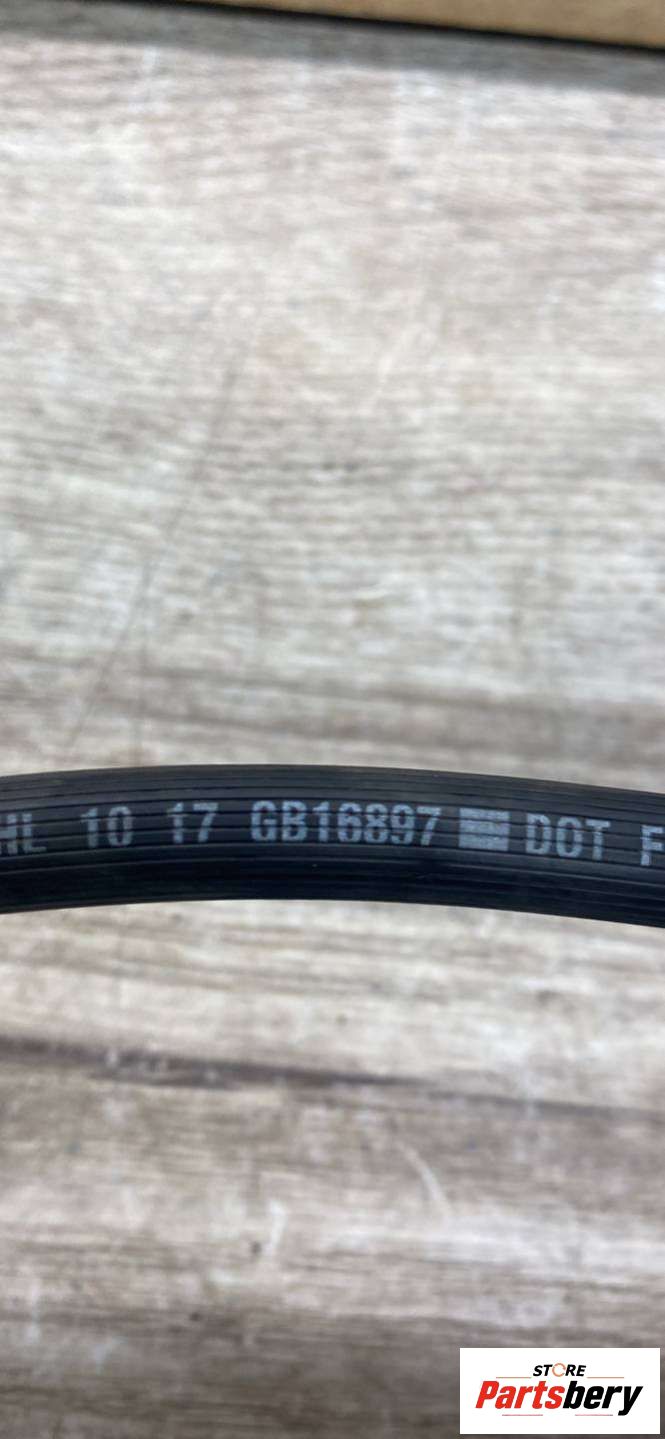 HL 10 17 GB16897 DOT F
STORE
Partsbery